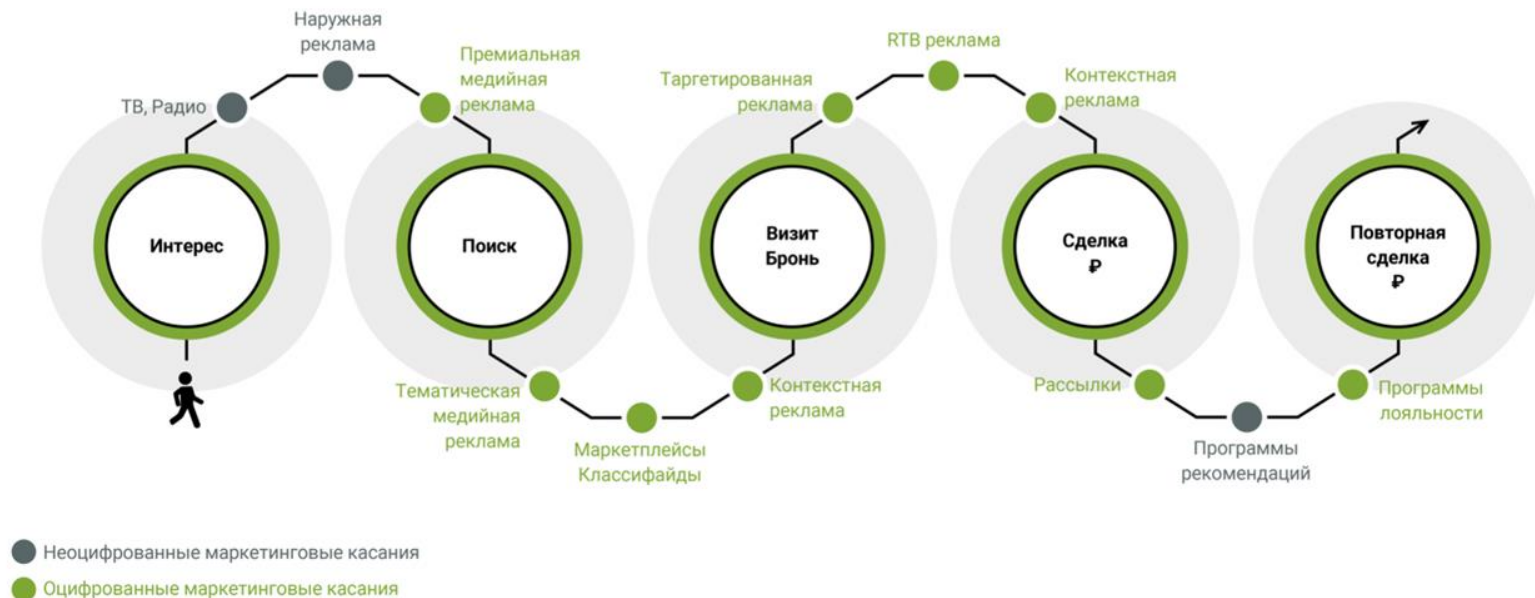 Наружная
реклама
ТВ, Радио
Премиальная
медийная
реклама
Таргетированная
реклама
RTB реклама
Контекстная
реклама
Интерес
Поиск
Визит
Бронь
Сделка
₽
Повторная
сделка
₽
Тематическая
медийная
реклама
Маркетплейсы
Классифайды
Контекстная
реклама
Рассылки
Программы
рекомендаций
Программы
лояльности
Неоцифрованные маркетинговые касания
Оцифрованные маркетинговые касания